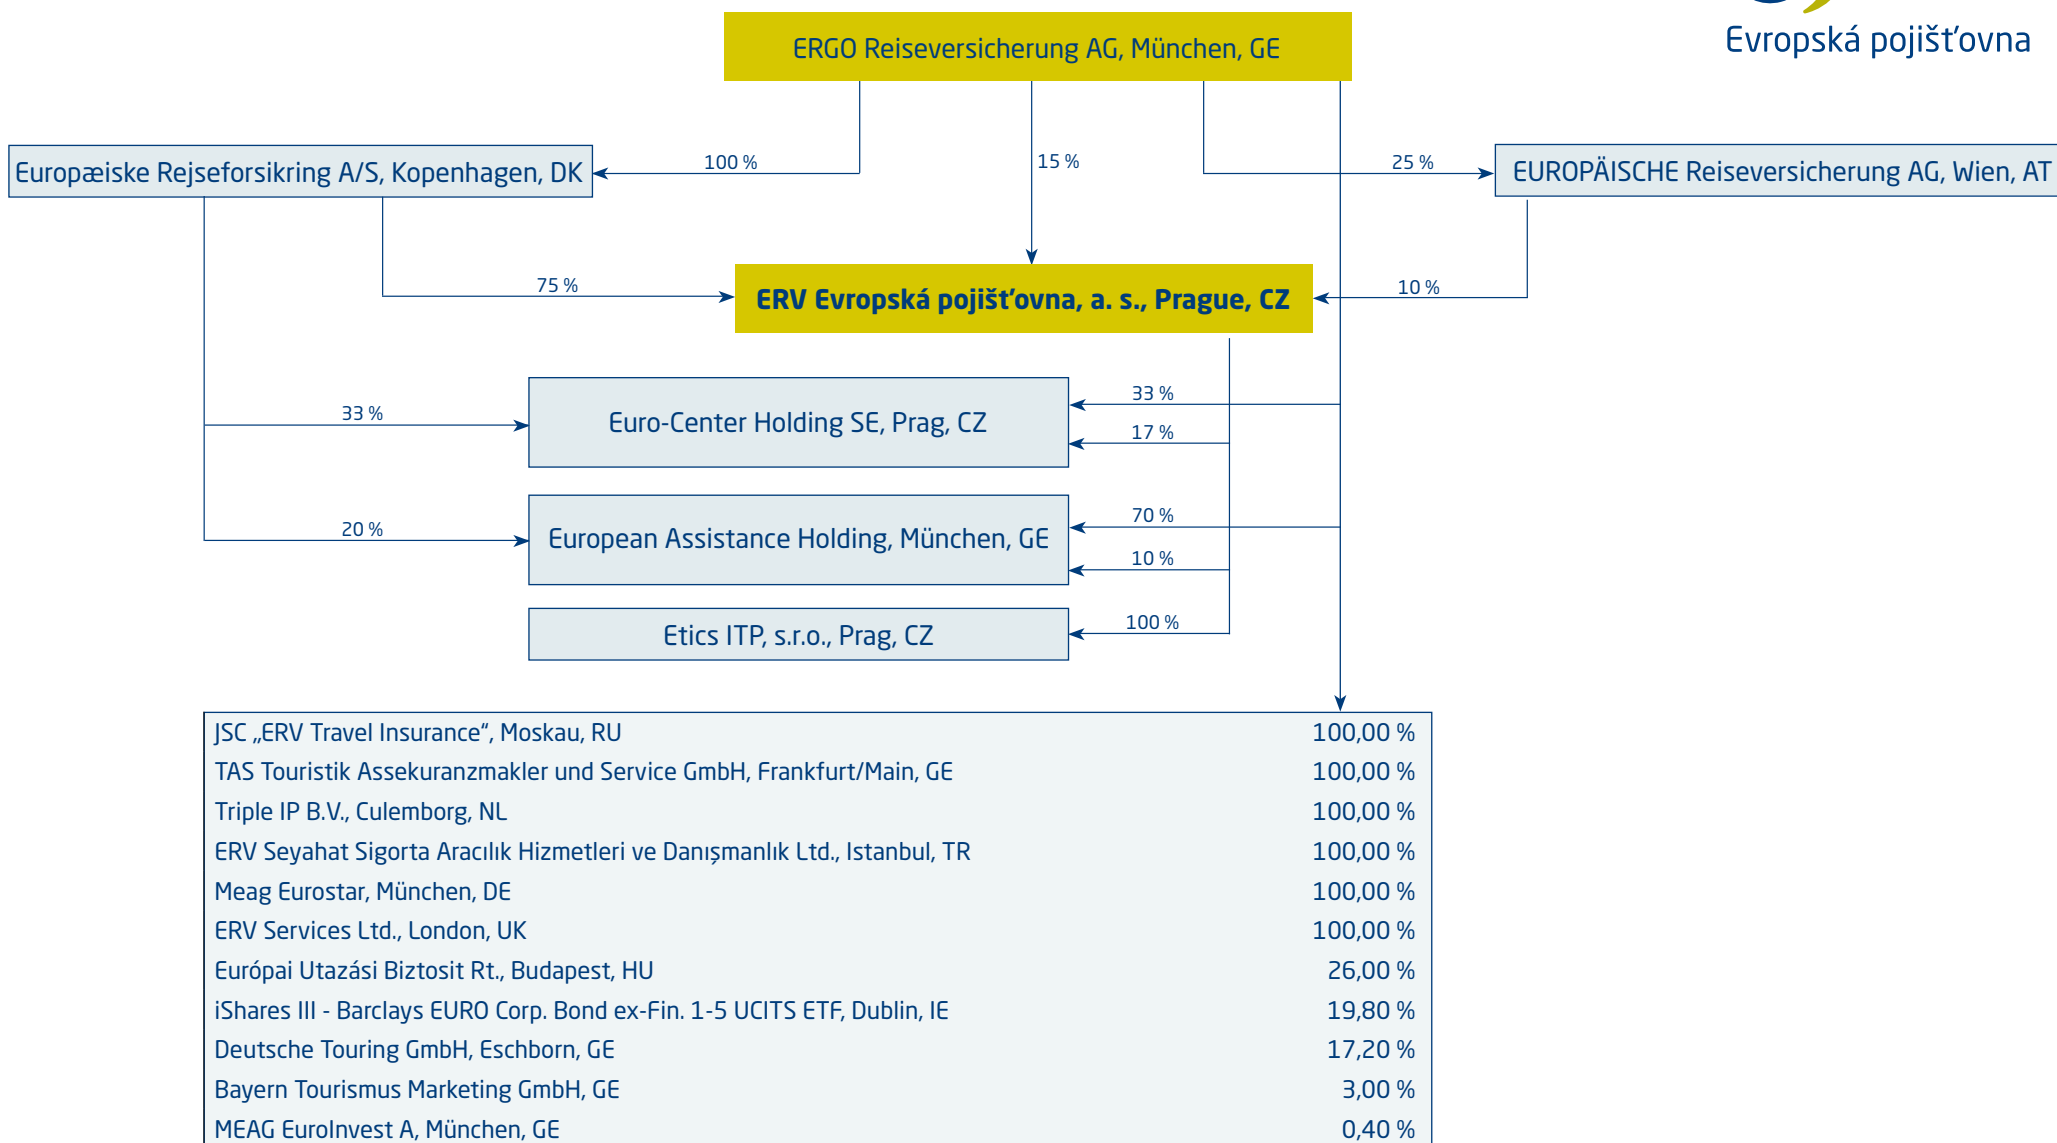 Evropská pojišťovna
ERGO Reiseversicherung AG, München, GE
Europæiske Rejseforsikring A/S, Kopenhagen, DK
100 %
15 %
25 %
EUROPÄISCHE Reiseversicherung AG, Wien, AT
75 %
ERV Evropská pojišťovna, a. s., Prague, CZ
10 %
33 %
Euro-Center Holding SE, Prag, CZ
33 %
17 %
20 %
European Assistance Holding, München, GE
70 %
10 %
Etics ITP, s.r.o., Prag, CZ
100 %
JSC „ERV Travel Insurance“, Moskau, RU 100,00 %
TAS Touristik Assekuranzmakler und Service GmbH, Frankfurt/Main, GE 100,00 %
Triple IP B.V., Culemborg, NL 100,00 %
ERV Seyahat Sigorta Aracılık Hizmetleri ve Danışmanlık Ltd., Istanbul, TR 100,00 %
Meag Eurostar, München, DE 100,00 %
ERV Services Ltd., London, UK 100,00 %
Európai Utazási Biztosit Rt., Budapest, HU 26,00 %
iShares III - Barclays EURO Corp. Bond ex-Fin. 1-5 UCITS ETF, Dublin, IE 19,80 %
Deutsche Touring GmbH, Eschborn, GE 17,20 %
Bayern Tourismus Marketing GmbH, GE 3,00 %
MEAG EuroInvest A, München, GE 0,40 %